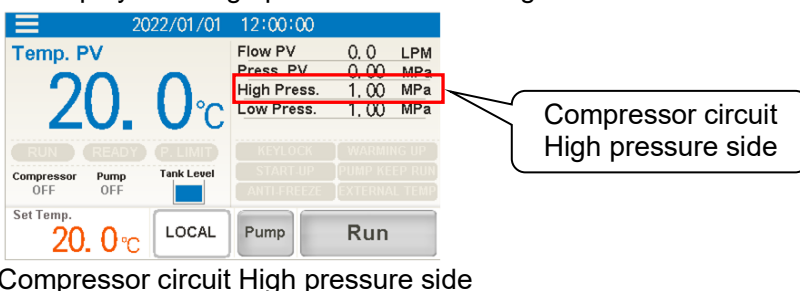 2022/01/01 12:00:00
Temp. PV
20.0℃
Flow PV 0.0 LPM
Press. PV 0.00 MPa
High Press. 1.00 MPa
Low Press. 1.00 MPa
Compressor circuit
High pressure side
RUN READY P. LIMIT
KEYLOCK WARMING UP
START UP PUMP KEEP RUN
ANTI FREEZE EXTERNAL TEMP
Compressor Pump Tank Level
OFF OFF
Set Temp.
20.0℃
LOCAL Pump Run
Compressor circuit High pressure side